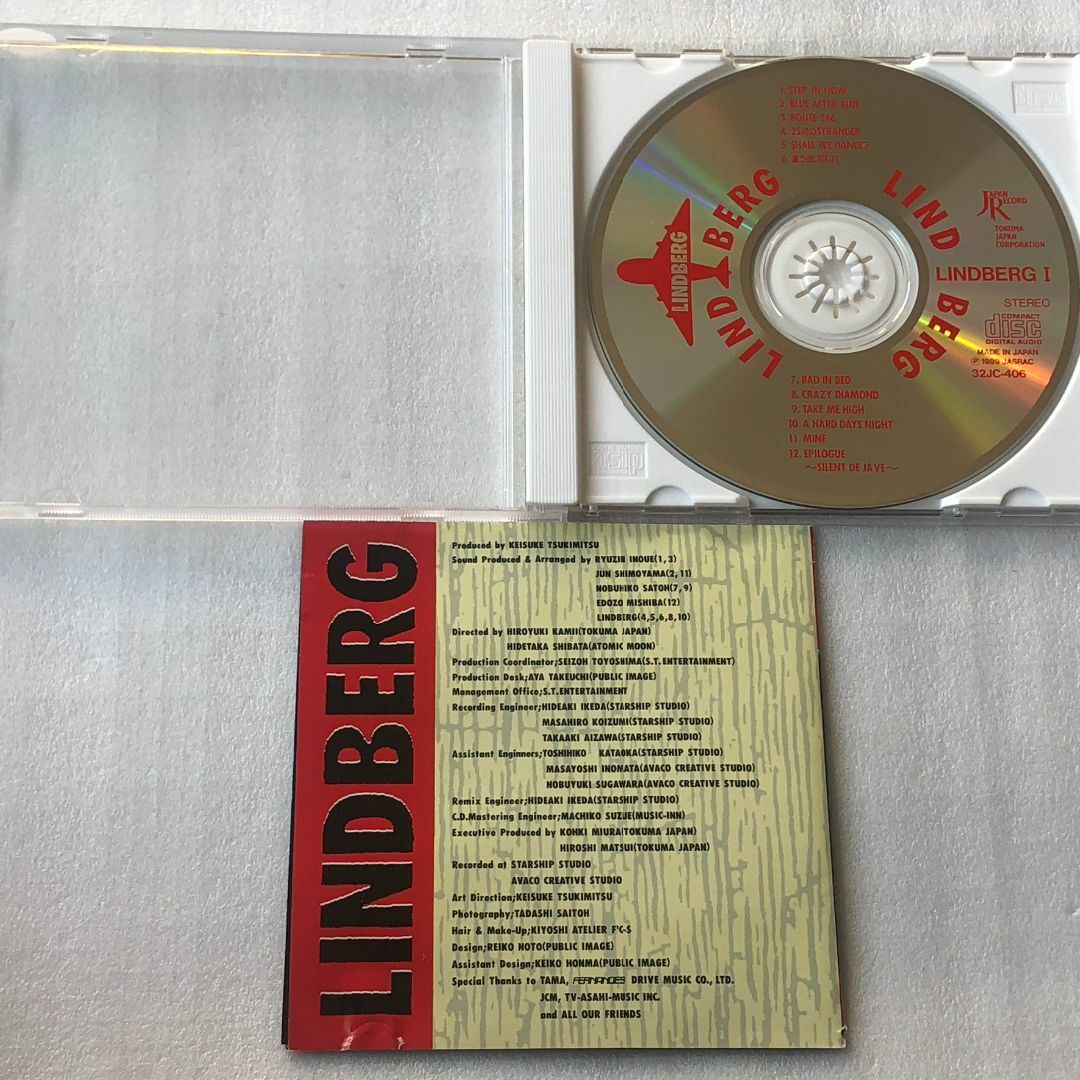 1. STEP IN NOW
2. BLUE AFTER BLUE
3. ROUTE 246
4. 25時のSTRANGER
5. SHALL WE DANCE?
6.
LINDBERG
LINDBERG
LINDBERG
JAPAN RECORD
TOKUMA
JAPAN
CORPORATION
LINDBERG I
STEREO
COMPACT
disc
DIGITAL AUDIO
MADE IN JAPAN
Ⓟ 1989 JASRAC
32JC-406
7. BAD IN BED
8. CRAZY DIAMOND
9. TAKE ME HIGH
10. A HARD DAYS NIGHT
11. MINE
12. EPILOGUE
〜SILENT DE JAVE〜
LINDBERG
Produced by KEISUKE TSUKIMITSU
Sound Produced & Arranged by RYUZIN INOUE(1,3)
JUN SHIMOYAMA(2,11)
NOBUHIKO SATOH(7,9)
EDOZO MISHIBA(12)
LINDBERG(4,5,6,8,10)
Directed by HIROYUKI KAMII(TOKUMA JAPAN)
HIDETAKA SHIBATA(ATOMIC MOON)
Production Coordinator;SEIZOH TOYOSHIMA(S.T.ENTERTAINMENT)
Production Desk;AYA TAKEUCHI(PUBLIC IMAGE)
Management Office;S.T.ENTERTAINMENT
Recording Engineer;HIDEAKI IKEDA(STARSHIP STUDIO)
MASAHIRO KOIZUMI(STARSHIP STUDIO)
TAKAAKI AIZAWA(STARSHIP STUDIO)
Assistant Enginners;TOSHIHIKO KATAOKA(STARSHIP STUDIO)
MASAYOSHI INOMATA(AVACO CREATIVE STUDIO)
NOBUYUKI SUGAWARA(AVACO CREATIVE STUDIO)
Remix Engineer;HIDEAKI IKEDA(STARSHIP STUDIO)
C.D.Mastering Engineer;MACHIKO SUZUE(MUSIC-INN)
Executive Produced by KOHKI MIURA(TOKUMA JAPAN)
HIROSHI MATSUI(TOKUMA JAPAN)
Recorded at STARSHIP STUDIO
AVACO CREATIVE STUDIO
Art Direction;KEISUKE TSUKIMITSU
Photography;TADASHI SAITOH
Hair & Make-Up;KIYOSHI ATELIER F'C-S
Design;REIKO NOTO(PUBLIC IMAGE)
Assistant Design;KEIKO HONMA(PUBLIC IMAGE)
Special Thanks to TAMA, FERNANDES DRIVE MUSIC CO., LTD.
JCM, TV-ASAHI-MUSIC INC.
and ALL OUR FRIENDS